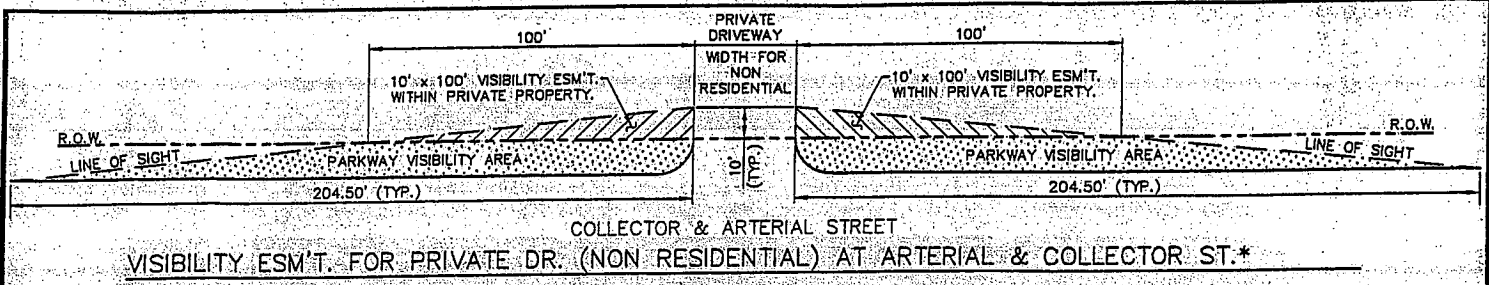 PRIVATE
DRIVEWAY
100'
100'
WIDTH FOR
NON
RESIDENTIAL
10' x 100' VISIBILITY ESM'T.
WITHIN PRIVATE PROPERTY.
10' x 100' VISIBILITY ESM'T.
WITHIN PRIVATE PROPERTY.
R.O.W.
R.O.W.
LINE OF SIGHT
PARKWAY VISIBILITY AREA
10'
(TYP.)
PARKWAY VISIBILITY AREA
LINE OF SIGHT
204.50' (TYP.)
204.50' (TYP.)
COLLECTOR & ARTERIAL STREET
VISIBILITY ESM'T. FOR PRIVATE DR. (NON RESIDENTIAL) AT ARTERIAL & COLLECTOR ST.*